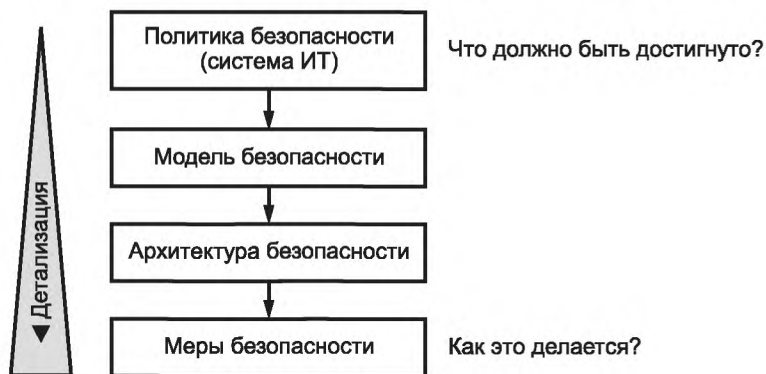 Политика безопасности
(система ИТ)
Что должно быть достигнуто?
Модель безопасности
Архитектура безопасности
Меры безопасности
Как это делается?
Детализация